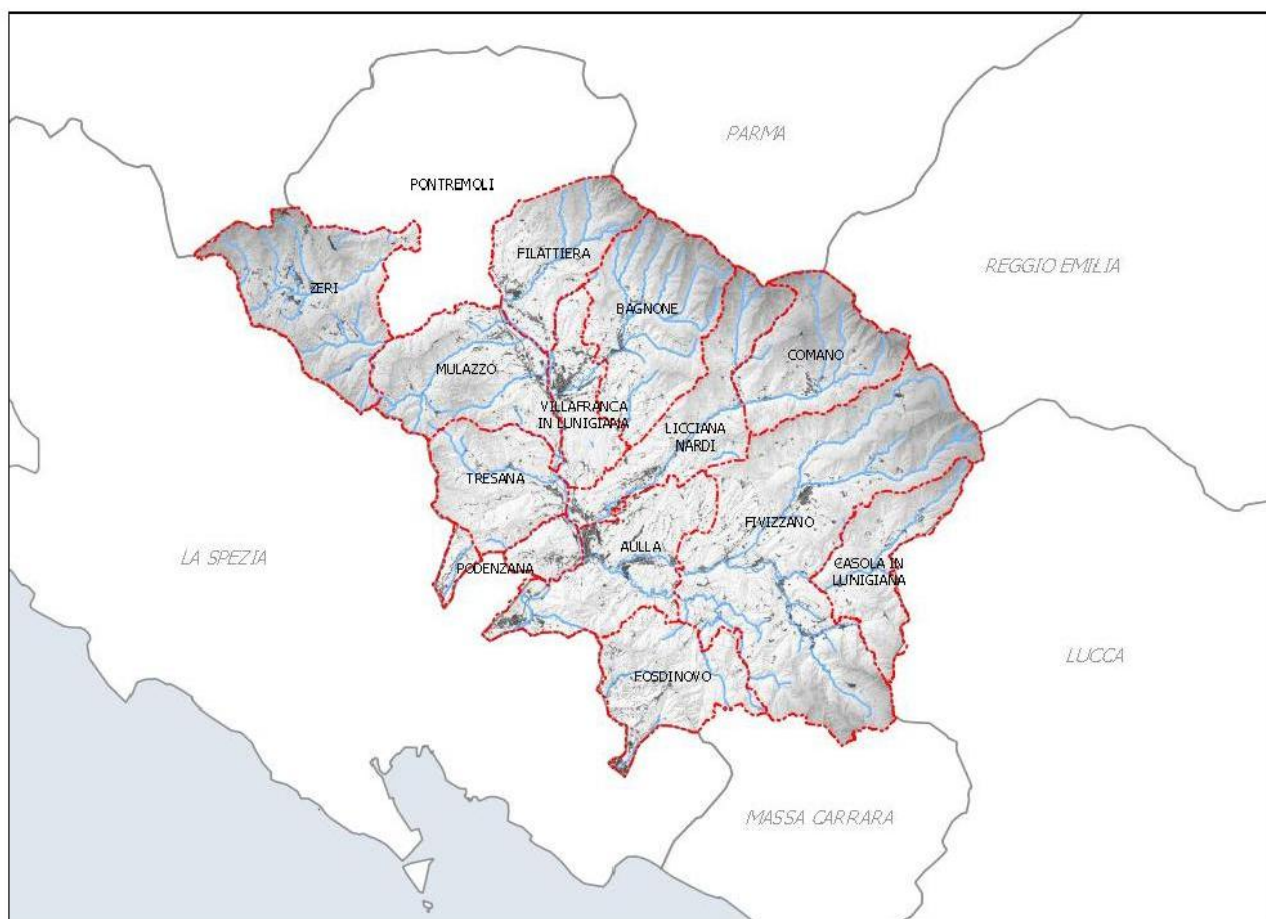 PARMA
PONTREMOLI
FILATTIERA
REGGIO EMILIA
ZERI
BAGNONE
COMANO
MULAZZO
VILLAFRANCA
IN LUNIGIANA
LICCIANA
NARDI
TRESANA
FIVIZZANO
AULLA
LA SPEZIA
PODENZANA
CASOLA IN
LUNIGIANA
LUCCA
FOSDINOVO
MASSA CARRARA